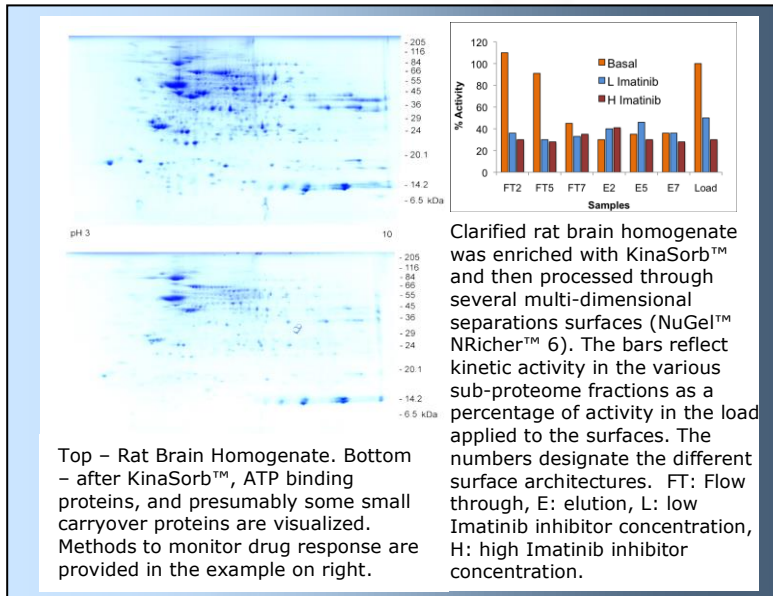 - 205
- 116
- 84
- 66
- 55
- 45
- 36
- 29
- 24
- 20.1
- 14.2
- 6.5 kDa
pH 3 10
- 205
- 116
- 84
- 66
- 55
- 45
- 36
- 29
- 24
- 20.1
- 14.2
- 6 5 kDa
Top – Rat Brain Homogenate. Bottom
– after KinaSorb™, ATP binding
proteins, and presumably some small
carryover proteins are visualized.
Methods to monitor drug response are
provided in the example on right.
% Activity
120
100
80
60
40
20
0
Basal
L Imatinib
H Imatinib
FT2 FT5 FT7 E2 E5 E7 Load
Samples
Clarified rat brain homogenate
was enriched with KinaSorb™
and then processed through
several multi-dimensional
separations surfaces (NuGel™
NRicher™ 6). The bars reflect
kinetic activity in the various
sub-proteome fractions as a
percentage of activity in the load
applied to the surfaces. The
numbers designate the different
surface architectures. FT: Flow
through, E: elution, L: low
Imatinib inhibitor concentration,
H: high Imatinib inhibitor
concentration.